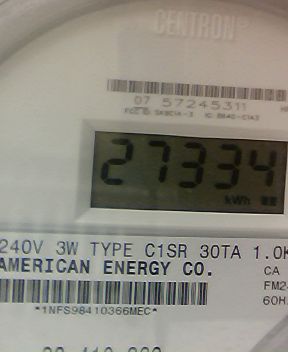 CENTRON®
07 57245311
27334
kWh
240V 3W TYPE C1SR 30TA 1.0K
AMERICAN ENERGY CO.
CA
FM2
60H
*1NFS98410366MEC*